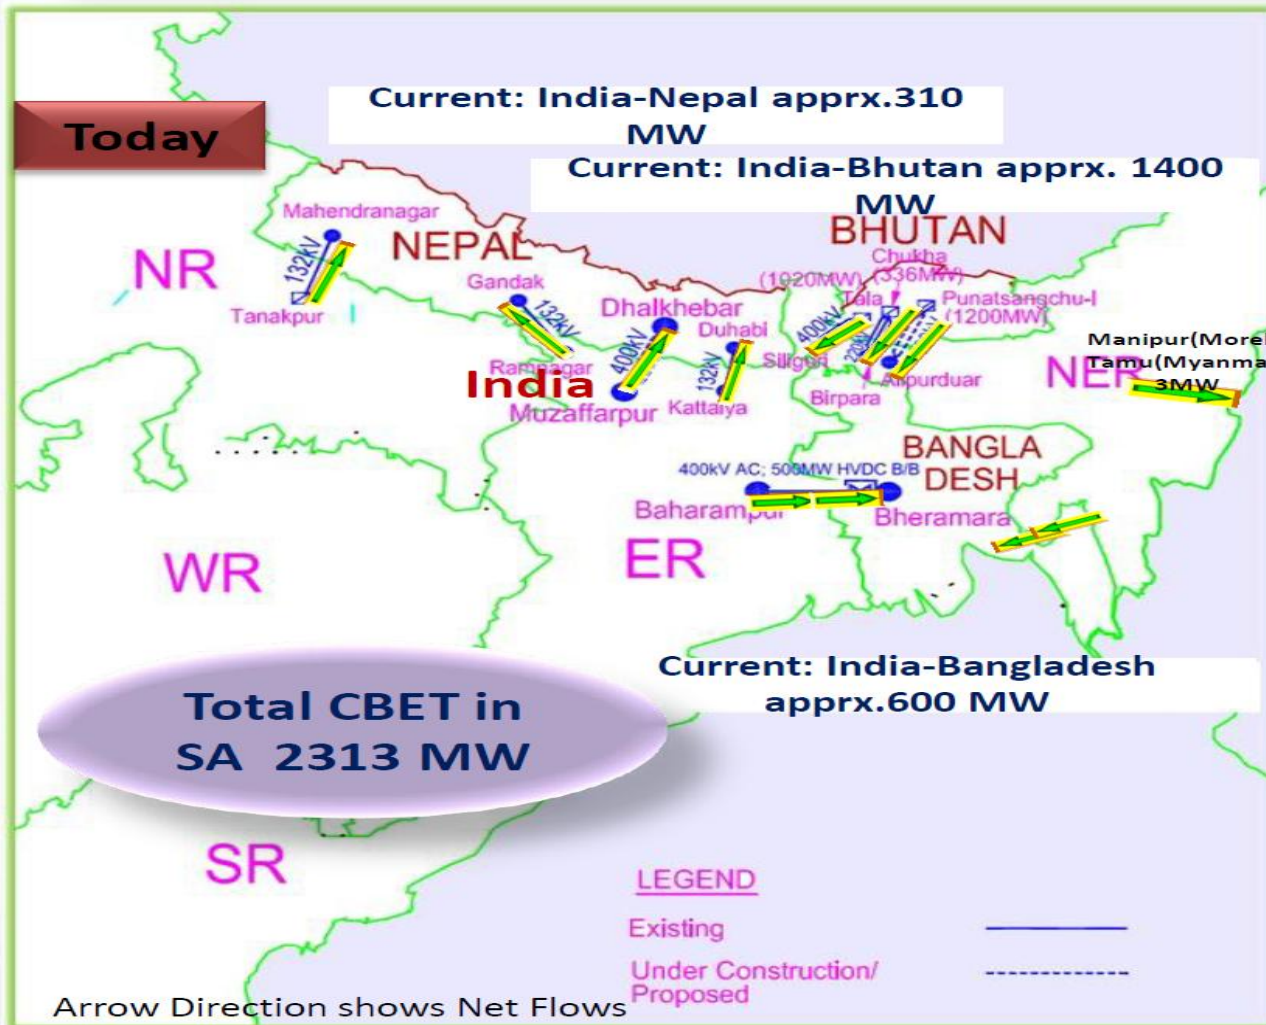 Current: India-Nepal apprx.310
MW
Today
Current: India-Bhutan apprx. 1400
MW
Mahendranagar
NEPAL
BHUTAN
NR
132kV
Tanakpur
Gandak
132kV
Ramnagar
India
Dhalkhebar
400kV
Muzaffarpur
Duhabi
132kV
Kattaiya
Chukha
(1020MW)
(336MW)
Tala
Punatsangchu-I
(1200MW)
400kV
220kV
Siliguri
Birpara
Alipurduar
Manipur(Moreh
Tamu(Myanma
3MW
NER
BANGLA
DESH
400kV AC; 500MW HVDC B/B
Baharampur
Bheramara
WR
ER
Current: India-Bangladesh
apprx.600 MW
Total CBET in
SA 2313 MW
SR
LEGEND
Existing
Under Construction/
Proposed
Arrow Direction shows Net Flows